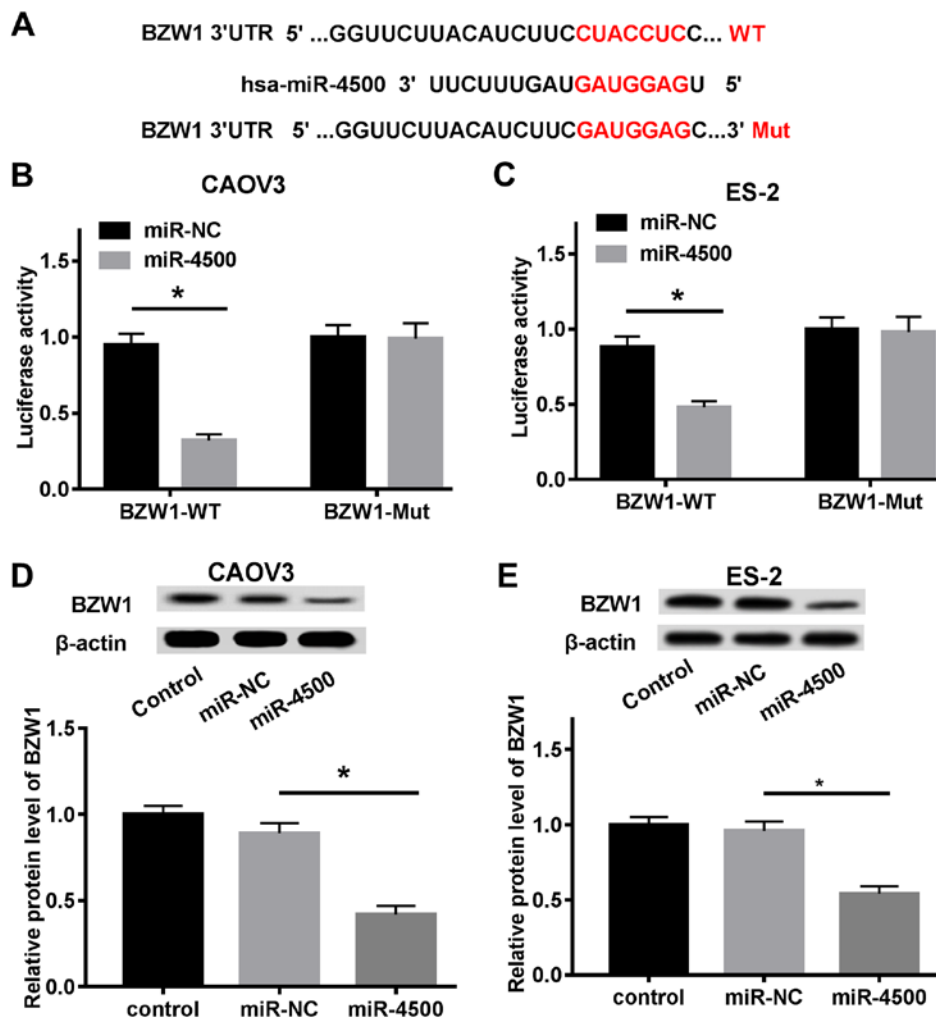 A
BZW1 3'UTR 5' ...GGUUCUUACAUCUUCCUACCUCC... WT
hsa-miR-4500 3' UUCUUUGAUGAUGGAGU 5'
BZW1 3'UTR 5' ...GGUUCUUACAUCUUCGAUGGAGC...3' Mut
B
CAOV3
miR-NC
miR-4500
Luciferase activity
1.5
1.0
0.5
0.0
*
BZW1-WT
BZW1-Mut
C
ES-2
miR-NC
miR-4500
Luciferase activity
1.5
1.0
0.5
0.0
*
BZW1-WT
BZW1-Mut
D
CAOV3
BZW1
β-actin
Control
miR-NC
miR-4500
Relative protein level of BZW1
1.5
1.0
0.5
0.0
*
control
miR-NC
miR-4500
E
ES-2
BZW1
β-actin
Control
miR-NC
miR-4500
Relative protein level of BZW1
1.5
1.0
0.5
0.0
*
control
miR-NC
miR-4500